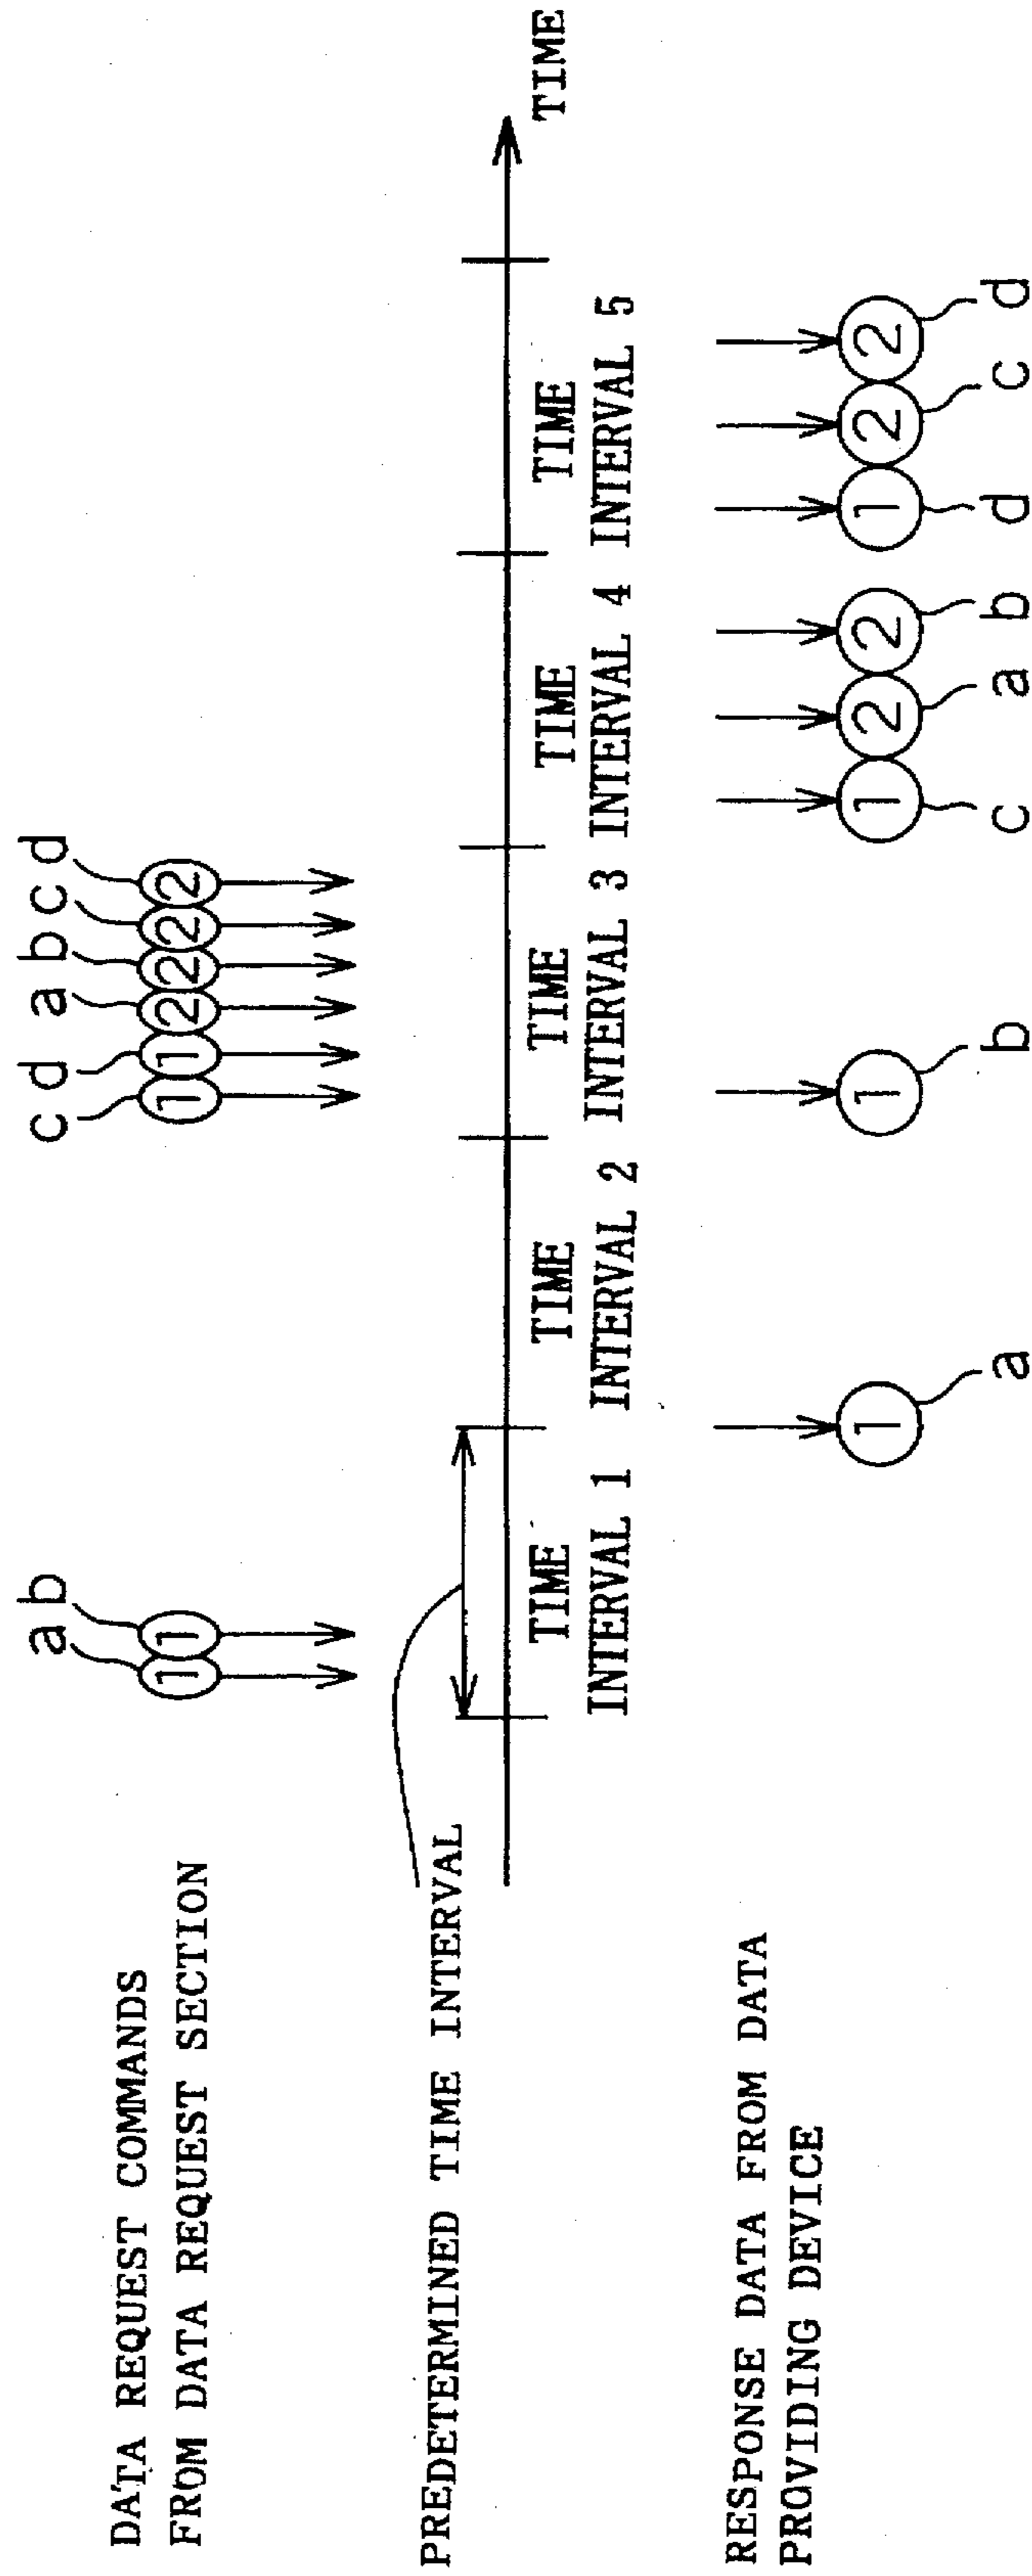 DATA REQUEST COMMANDS
FROM DATA REQUEST SECTION
a b
1 1
c d a b c d
1 1 2 2 2 2
PREDETERMINED TIME INTERVAL
TIME
INTERVAL 1
TIME
INTERVAL 2
TIME
INTERVAL 3
TIME
INTERVAL 4
TIME
INTERVAL 5
TIME
RESPONSE DATA FROM DATA
PROVIDING DEVICE
1 1 1 2 2 1 2 2
a b c a b d c d